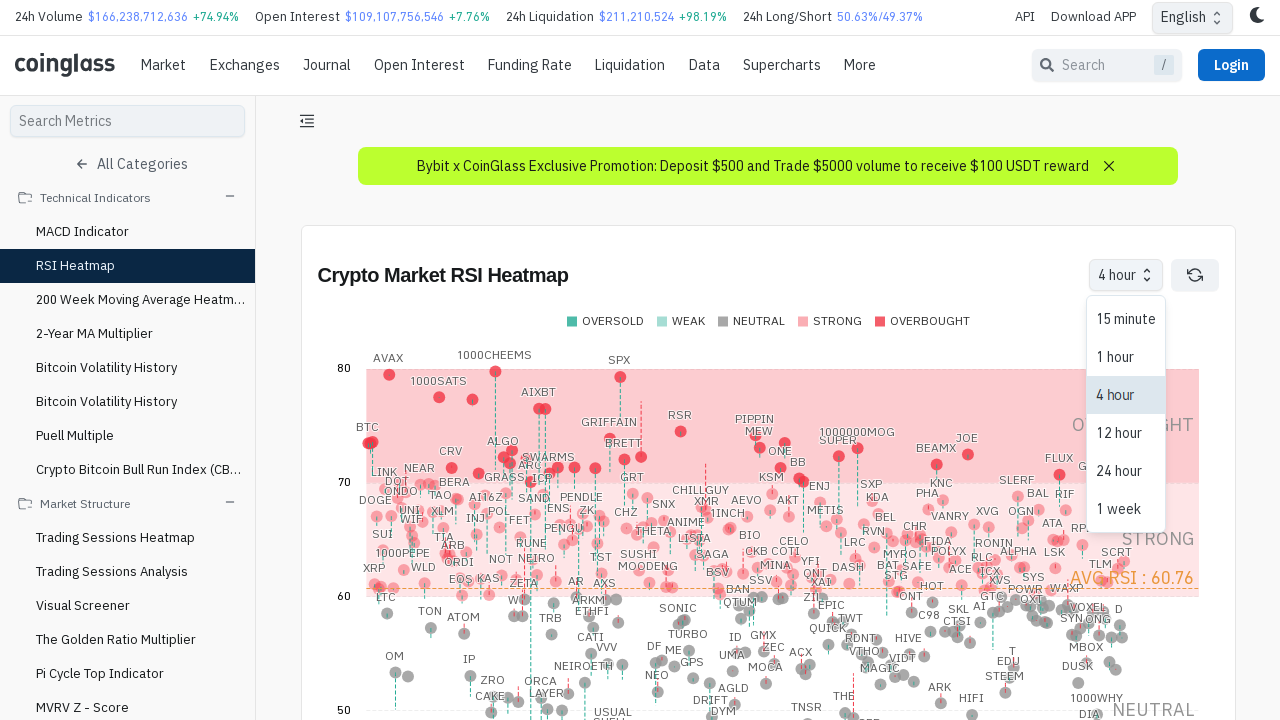 24h Volume $166,238,712,636 +74.94% Open Interest $109,107,756,546 +7.76% 24h Liquidation $211,210,524 +98.19% 24h Long/Short 50.63%/49.37% API Download APP English
coinglass Market Exchanges Journal Open Interest Funding Rate Liquidation Data Supercharts More Search / Login
Search Metrics
All Categories
Technical Indicators
MACD Indicator
RSI Heatmap
200 Week Moving Average Heatm...
2-Year MA Multiplier
Bitcoin Volatility History
Bitcoin Volatility History
Puell Multiple
Crypto Bitcoin Bull Run Index (CB...
Market Structure
Trading Sessions Heatmap
Trading Sessions Analysis
Visual Screener
The Golden Ratio Multiplier
Pi Cycle Top Indicator
MVRV Z - Score
Bybit x CoinGlass Exclusive Promotion: Deposit $500 and Trade $5000 volume to receive $100 USDT reward
Crypto Market RSI Heatmap
4 hour
15 minute
1 hour
4 hour
12 hour
24 hour
1 week
OVERSOLD WEAK NEUTRAL STRONG OVERBOUGHT
AVAX 1000CHEEMS SPX
80
1000SATS AIXBT
BTC GRIFFAIN RSR PIPPIN
MEW 1000000MOG
ALGO BRETT SUPER JOE
CRV SWARMS ONE BEAMX
LINK NEAR ARC BB FLUX
DOT BERA GRASS ICP GRT KSM KNC SLERF
70
ONDO TAO AI16Z SAND PENDLE CHILLGUY ENJ SXP PHA BAL RIF
DOGE UNI XLM POL ENS ZK SNX XMR AEVO AKT KDA
WIF INJ FET CHZ ANIME 1INCH METIS BEL VANRY XVG OGN
SUI TIA PENGU THETA LISTA BIO RVN CHR ATA
STRONG
1000PEPE ARB RUNE SUSHI SAGA CKB COTI CELO LRC FIDA RONIN LSK SCRT
XRP WLD ORDI NOT NEIRO TST MOODENG BSV MINA YFI DASH MYRO POLYX RLC ALPHA TLM
EOS KAS ZETA AR AXS SSV QNT XAI BAT SAFE STG ACE ICX XVS SYS
AVG RSI : 60.76
60
LTC ARKM BAN ZIL ONT HOT GTC POWR WAXP
TON ATOM TRB ETHFI SONIC QTUM EPIC TWT C98 SKL AI OXT SYN VOXEL D
CATI TURBO ID GMX QUICK RDNT HIVE CTSI ONG
OM IP VVV DF ME ZEC ACX VTHO VIDT T MBOX
NEIROETH GPS UMA MOCA MAGIC EDU DUSK
ZRO ORCA NEO AGLD ARK STEEM
CAKE LAYER DRIFT THE HIFI 1000WHY
50
USUAL DYM TNSR NEUTRAL